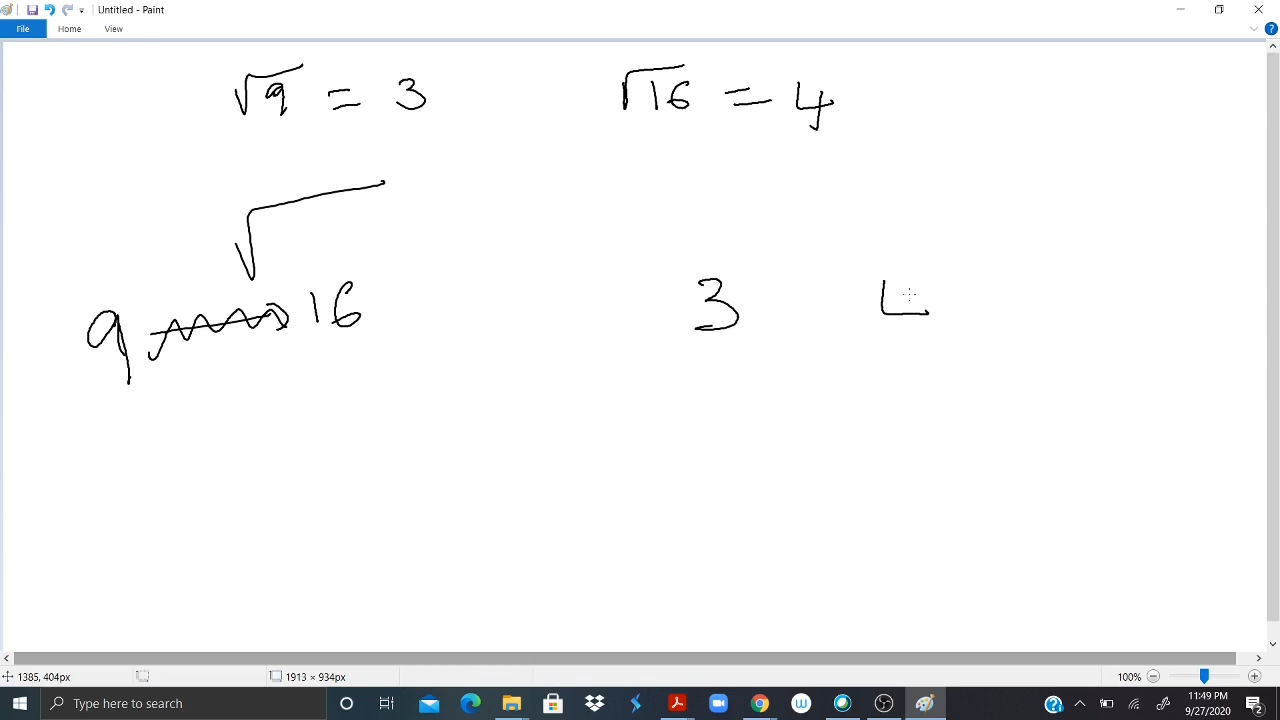 Untitled - Paint
File Home View
√9 = 3 √16 = 4
√
9 16 3
1385, 404px 1913 × 934px 100%
Type here to search
11:49 PM
9/27/2020
2